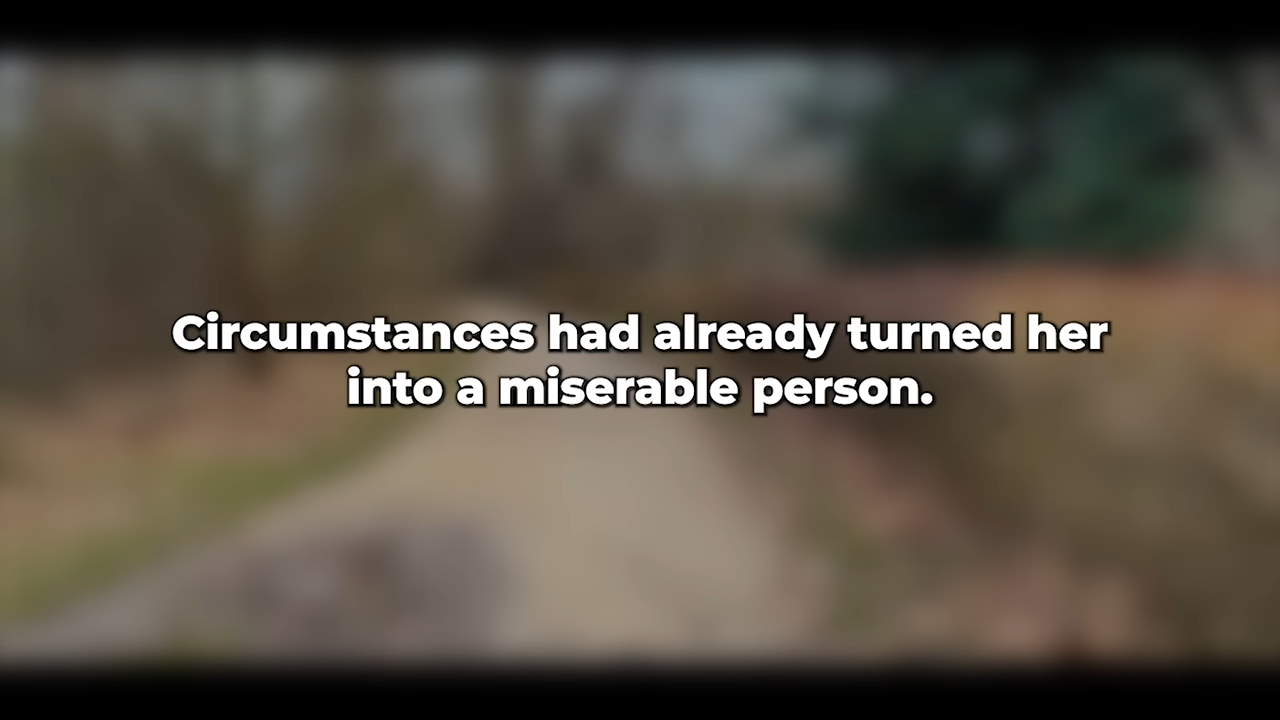 Circumstances had already turned her
into a miserable person.